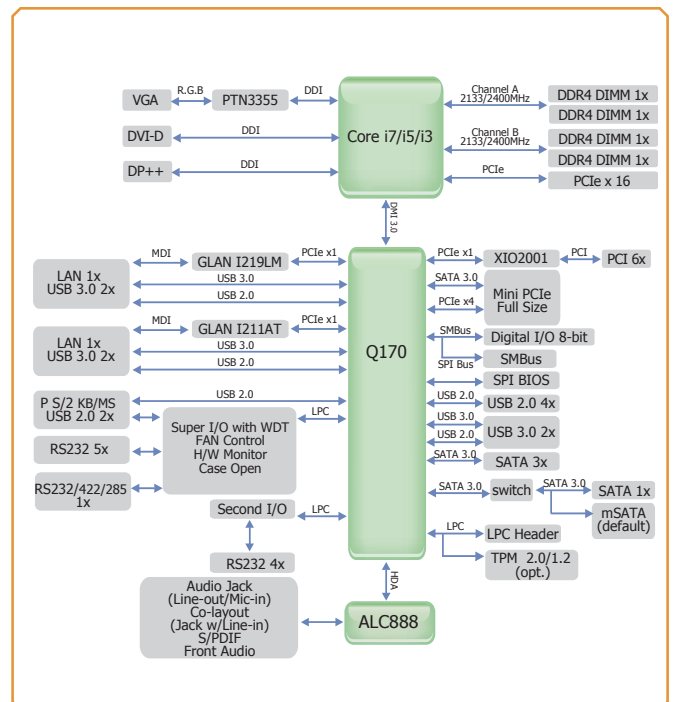 VGA
R.G.B
PTN3355
DDI
DVI-D
DDI
DP++
DDI
Core i7/i5/i3
Channel A
2133/2400MHz
DDR4 DIMM 1x
DDR4 DIMM 1x
Channel B
2133/2400MHz
DDR4 DIMM 1x
DDR4 DIMM 1x
PCIe
PCIe x 16
DMI 3.0
LAN 1x
USB 3.0 2x
MDI
GLAN I219LM
PCIe x1
USB 3.0
USB 2.0
LAN 1x
USB 3.0 2x
MDI
GLAN I211AT
PCIe x1
USB 3.0
USB 2.0
P S/2 KB/MS
USB 2.0 2x
USB 2.0
Super I/O with WDT
FAN Control
H/W Monitor
Case Open
LPC
RS232 5x
RS232/422/285
1x
Second I/O
LPC
RS232 4x
Q170
PCIe x1
XIO2001
PCI
PCI 6x
SATA 3.0
PCIe x4
Mini PCIe
Full Size
SMBus
Digital I/O 8-bit
SMBus
SPI Bus
SPI BIOS
USB 2.0
USB 2.0 4x
USB 3.0
USB 2.0
USB 3.0 2x
SATA 3.0
SATA 3x
SATA 3.0
switch
SATA 3.0
SATA 1x
mSATA
(default)
LPC
LPC Header
TPM 2.0/1.2
(opt.)
HDA
Audio Jack
(Line-out/Mic-in)
Co-layout
(Jack w/Line-in)
S/PDIF
Front Audio
ALC888